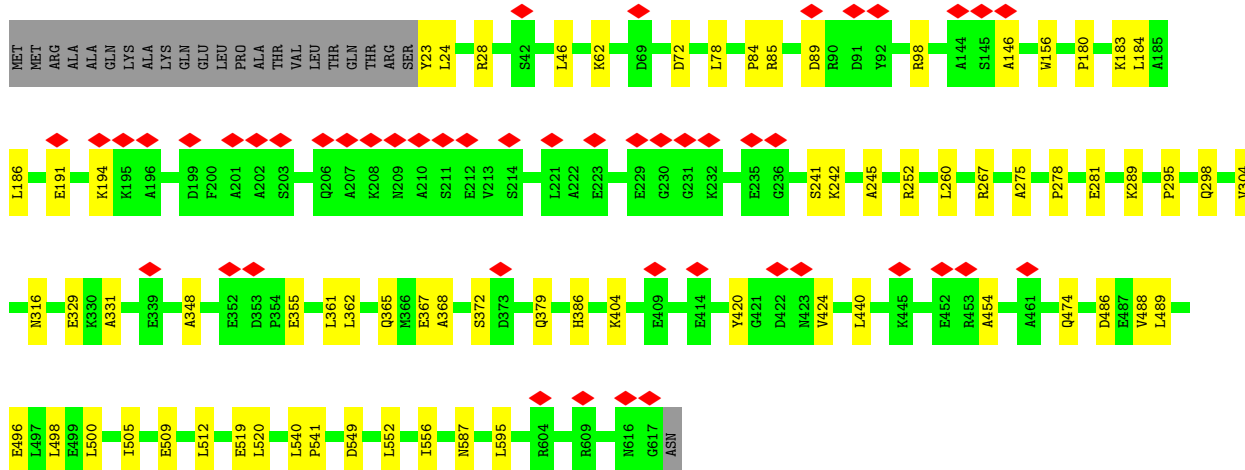 MET MET ARG ALA ALA ALA GLN LYS ALA LYS GLN GLU LEU PRO ALA THR VAL LEU THR GLN THR ARG SER Y23 L24 R28 S42 L46 K62 D69 D72 L78 P84 R85 D89 R90 D91 Y92 R98 A144 S145 A146 W156 P180 K183 L184 A185
L186 E191 K194 K195 A196 D199 F200 A201 A202 S203 Q206 A207 K208 N209 A210 S211 E212 V213 S214 L221 A222 E223 E229 G230 G231 K232 E235 G236 S241 K242 A245 R252 L260 R267 A275 P278 E281 K289 P295 Q298 V304
N316 E329 K330 A331 E339 A348 E352 D353 P354 E355 L361 L362 Q365 M366 E367 A368 S372 D373 Q379 H386 K404 E409 E414 Y420 G421 D422 N423 V424 L440 K445 E452 R453 A454 A461 Q474 D486 E487 V488 L489
E496 L497 L498 E499 L500 I505 E509 L512 E519 L520 L540 P541 D549 L552 I556 N587 L595 R604 R609 N616 G617 ASN